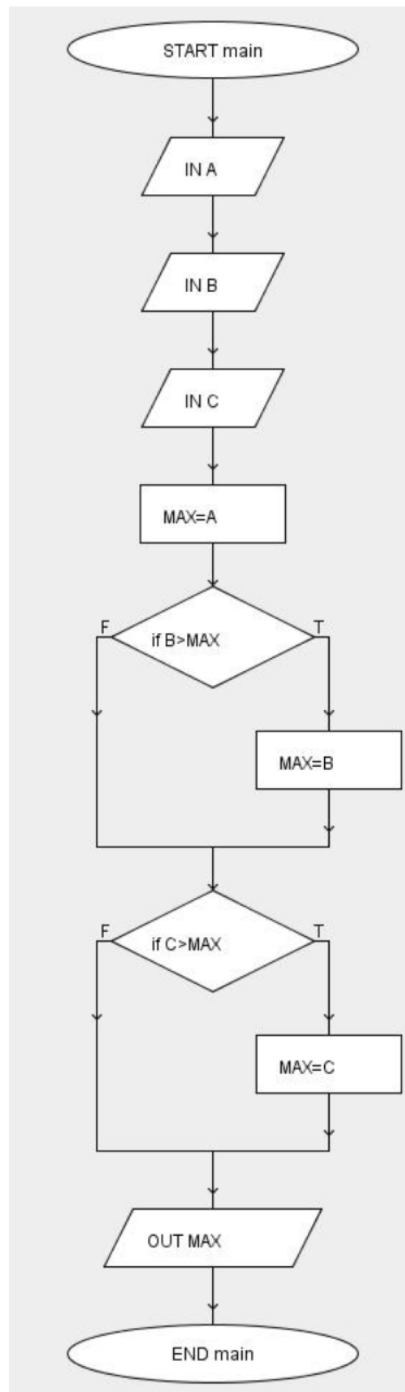 START main
IN A
IN B
IN C
MAX=A
F
if B>MAX
T
MAX=B
F
if C>MAX
T
MAX=C
OUT MAX
END main